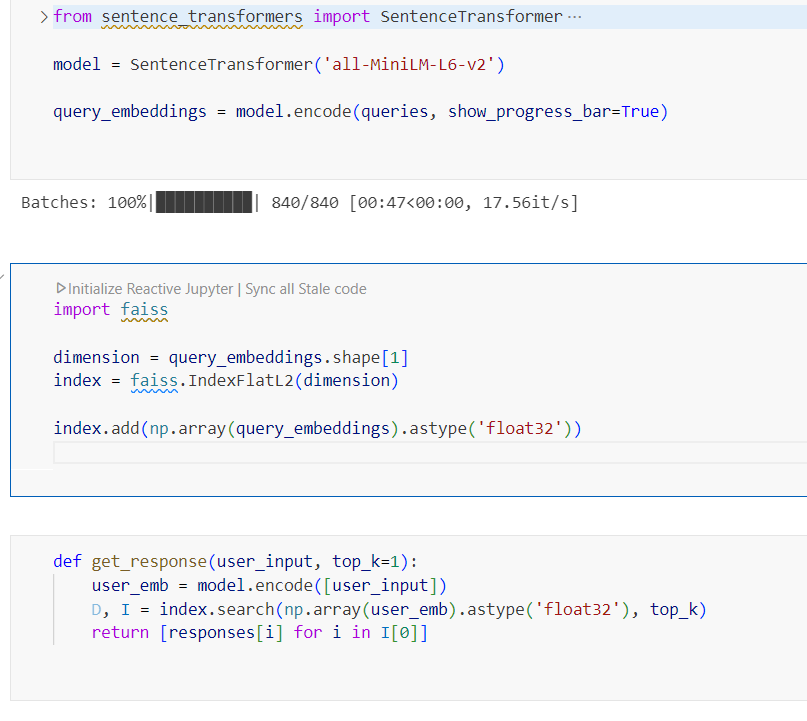 from sentence_transformers import SentenceTransformer ···
model = SentenceTransformer('all-MiniLM-L6-v2')
query_embeddings = model.encode(queries, show_progress_bar=True)
Batches: 100%|██████████| 840/840 [00:47<00:00, 17.56it/s]
Initialize Reactive Jupyter | Sync all Stale code
import faiss
dimension = query_embeddings.shape[1]
index = faiss.IndexFlatL2(dimension)
index.add(np.array(query_embeddings).astype('float32'))
def get_response(user_input, top_k=1):
    user_emb = model.encode([user_input])
    D, I = index.search(np.array(user_emb).astype('float32'), top_k)
    return [responses[i] for i in I[0]]